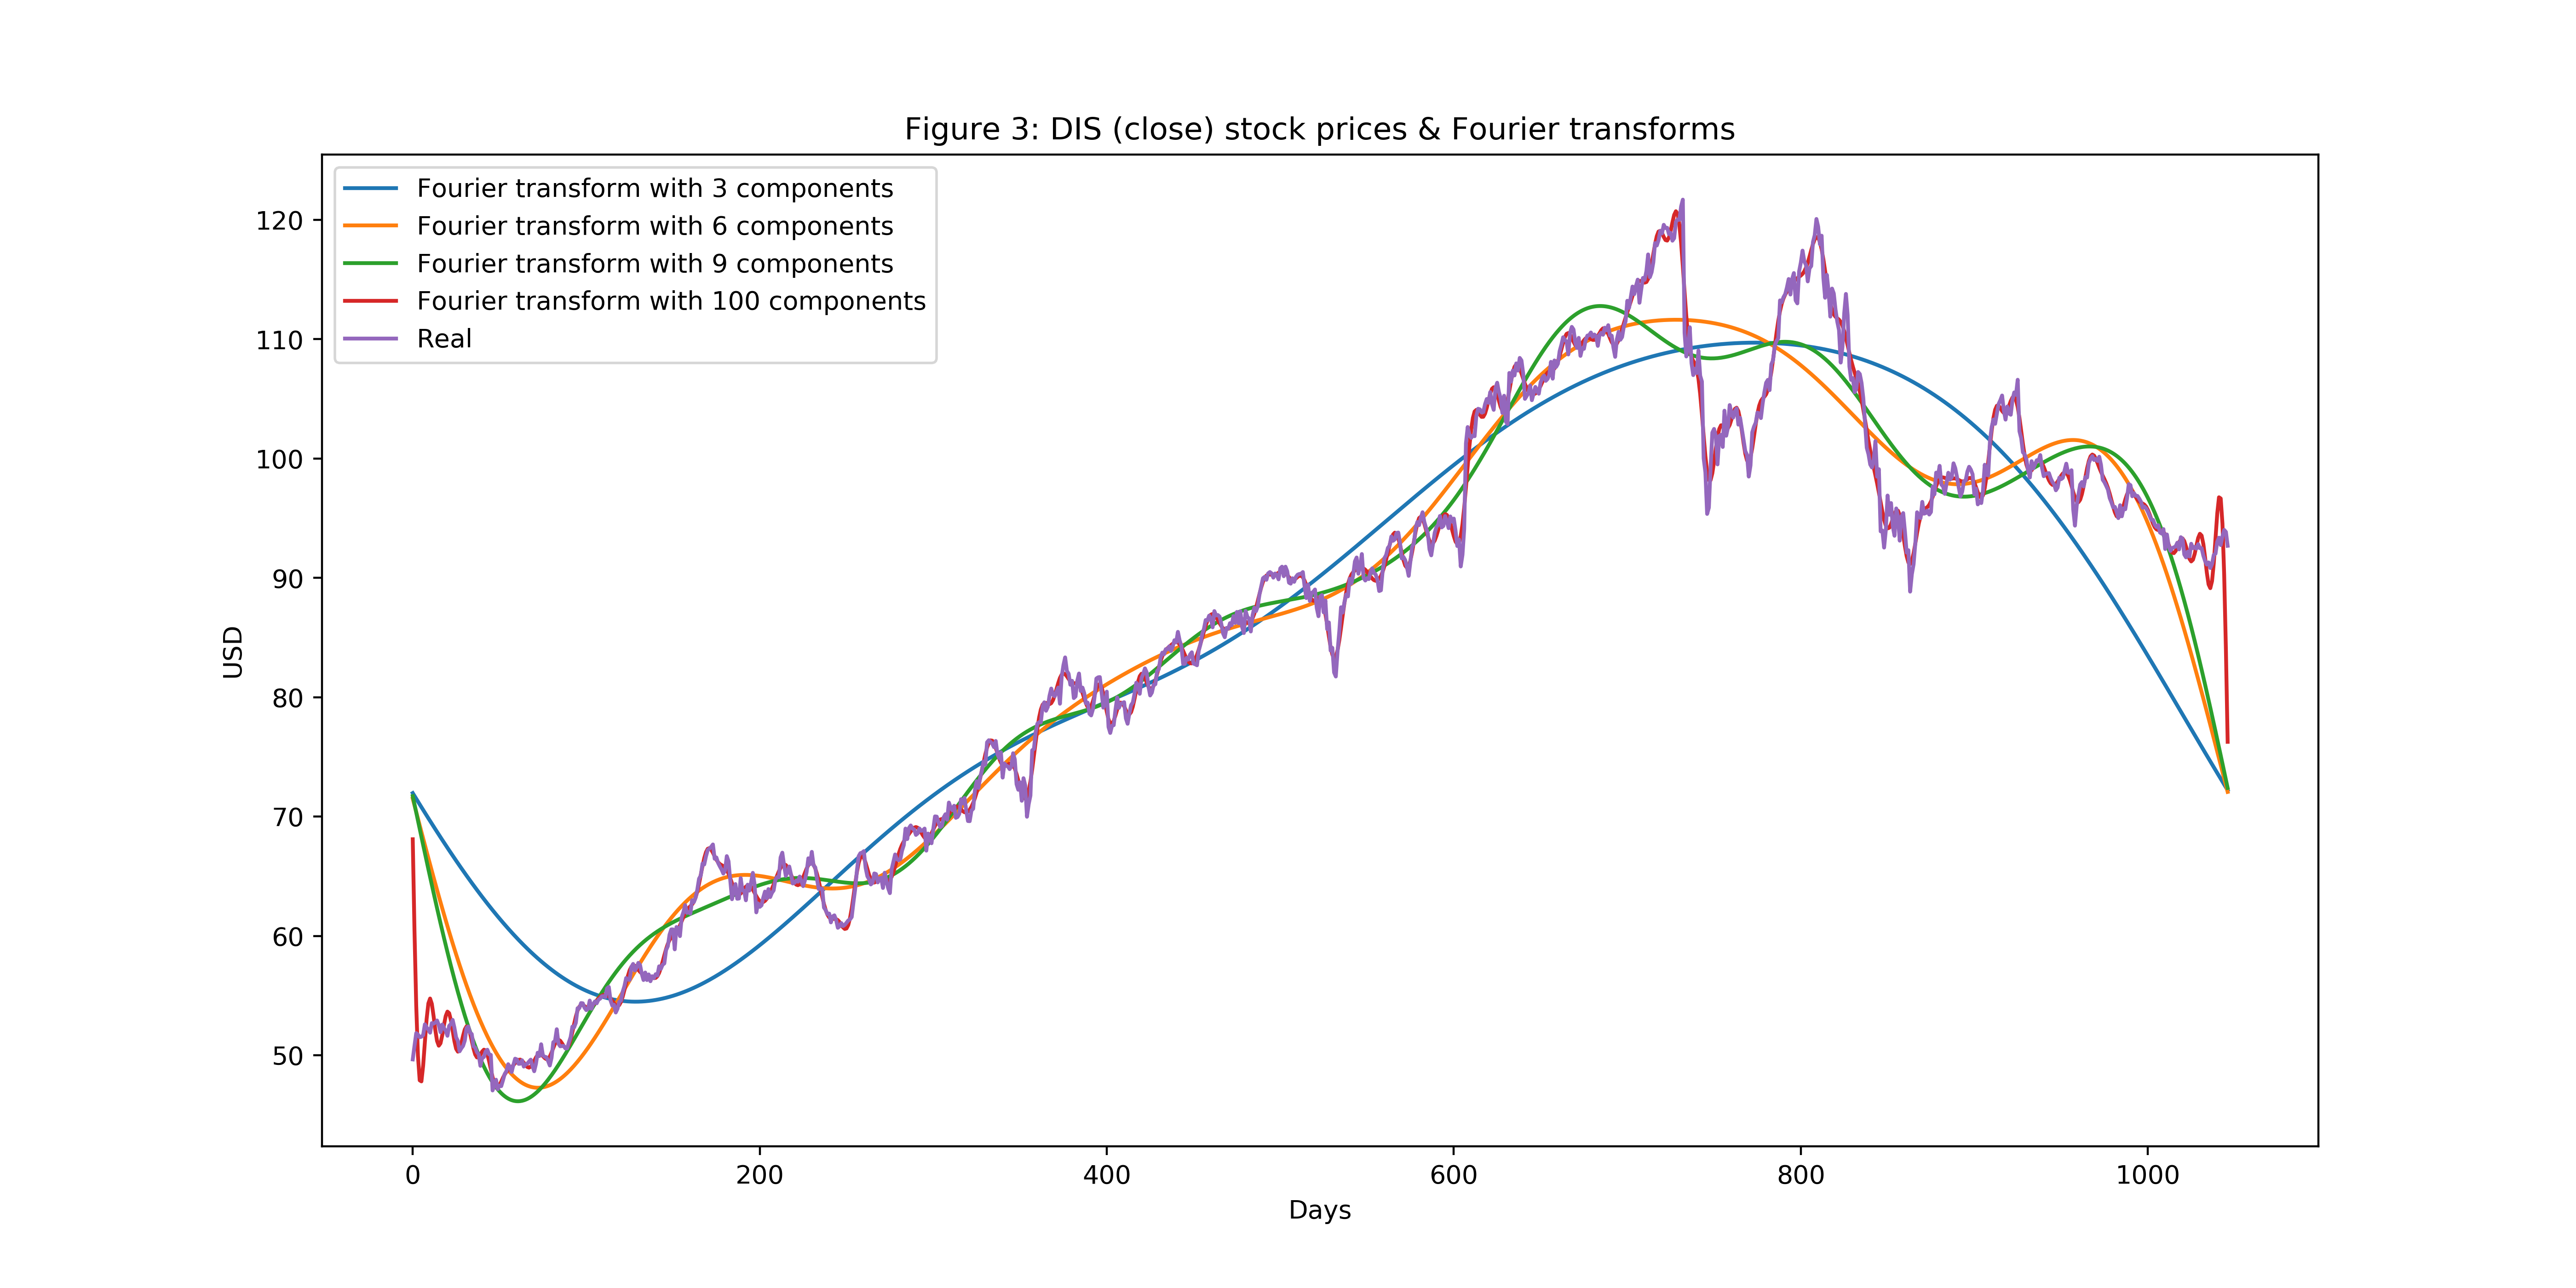 Figure 3: DIS (close) stock prices & Fourier transforms
Fourier transform with 3 components
Fourier transform with 6 components
Fourier transform with 9 components
Fourier transform with 100 components
Real
120
110
100
90
80
70
60
50
USD
0 200 400 600 800 1000
Days